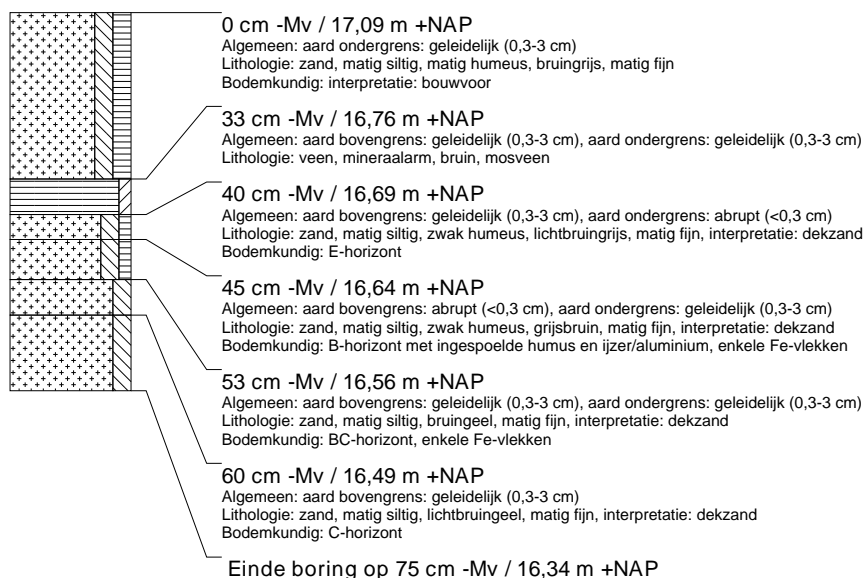 0 cm -Mv / 17,09 m +NAP
Algemeen: aard ondergrens: geleidelijk (0,3-3 cm)
Lithologie: zand, matig siltig, matig humeus, bruingrijs, matig fijn
Bodemkundig: interpretatie: bouwvoor
33 cm -Mv / 16,76 m +NAP
Algemeen: aard bovengrens: geleidelijk (0,3-3 cm), aard ondergrens: geleidelijk (0,3-3 cm)
Lithologie: veen, mineraalarm, bruin, mosveen
40 cm -Mv / 16,69 m +NAP
Algemeen: aard bovengrens: geleidelijk (0,3-3 cm), aard ondergrens: abrupt (<0,3 cm)
Lithologie: zand, matig siltig, zwak humeus, lichtbruingrijs, matig fijn, interpretatie: dekzand
Bodemkundig: E-horizont
45 cm -Mv / 16,64 m +NAP
Algemeen: aard bovengrens: abrupt (<0,3 cm), aard ondergrens: geleidelijk (0,3-3 cm)
Lithologie: zand, matig siltig, zwak humeus, grijsbruin, matig fijn, interpretatie: dekzand
Bodemkundig: B-horizont met ingespoelde humus en ijzer/aluminium, enkele Fe-vlekken
53 cm -Mv / 16,56 m +NAP
Algemeen: aard bovengrens: geleidelijk (0,3-3 cm), aard ondergrens: geleidelijk (0,3-3 cm)
Lithologie: zand, matig siltig, bruingeel, matig fijn, interpretatie: dekzand
Bodemkundig: BC-horizont, enkele Fe-vlekken
60 cm -Mv / 16,49 m +NAP
Algemeen: aard bovengrens: geleidelijk (0,3-3 cm)
Lithologie: zand, matig siltig, lichtbruingeel, matig fijn, interpretatie: dekzand
Bodemkundig: C-horizont
Einde boring op 75 cm -Mv / 16,34 m +NAP